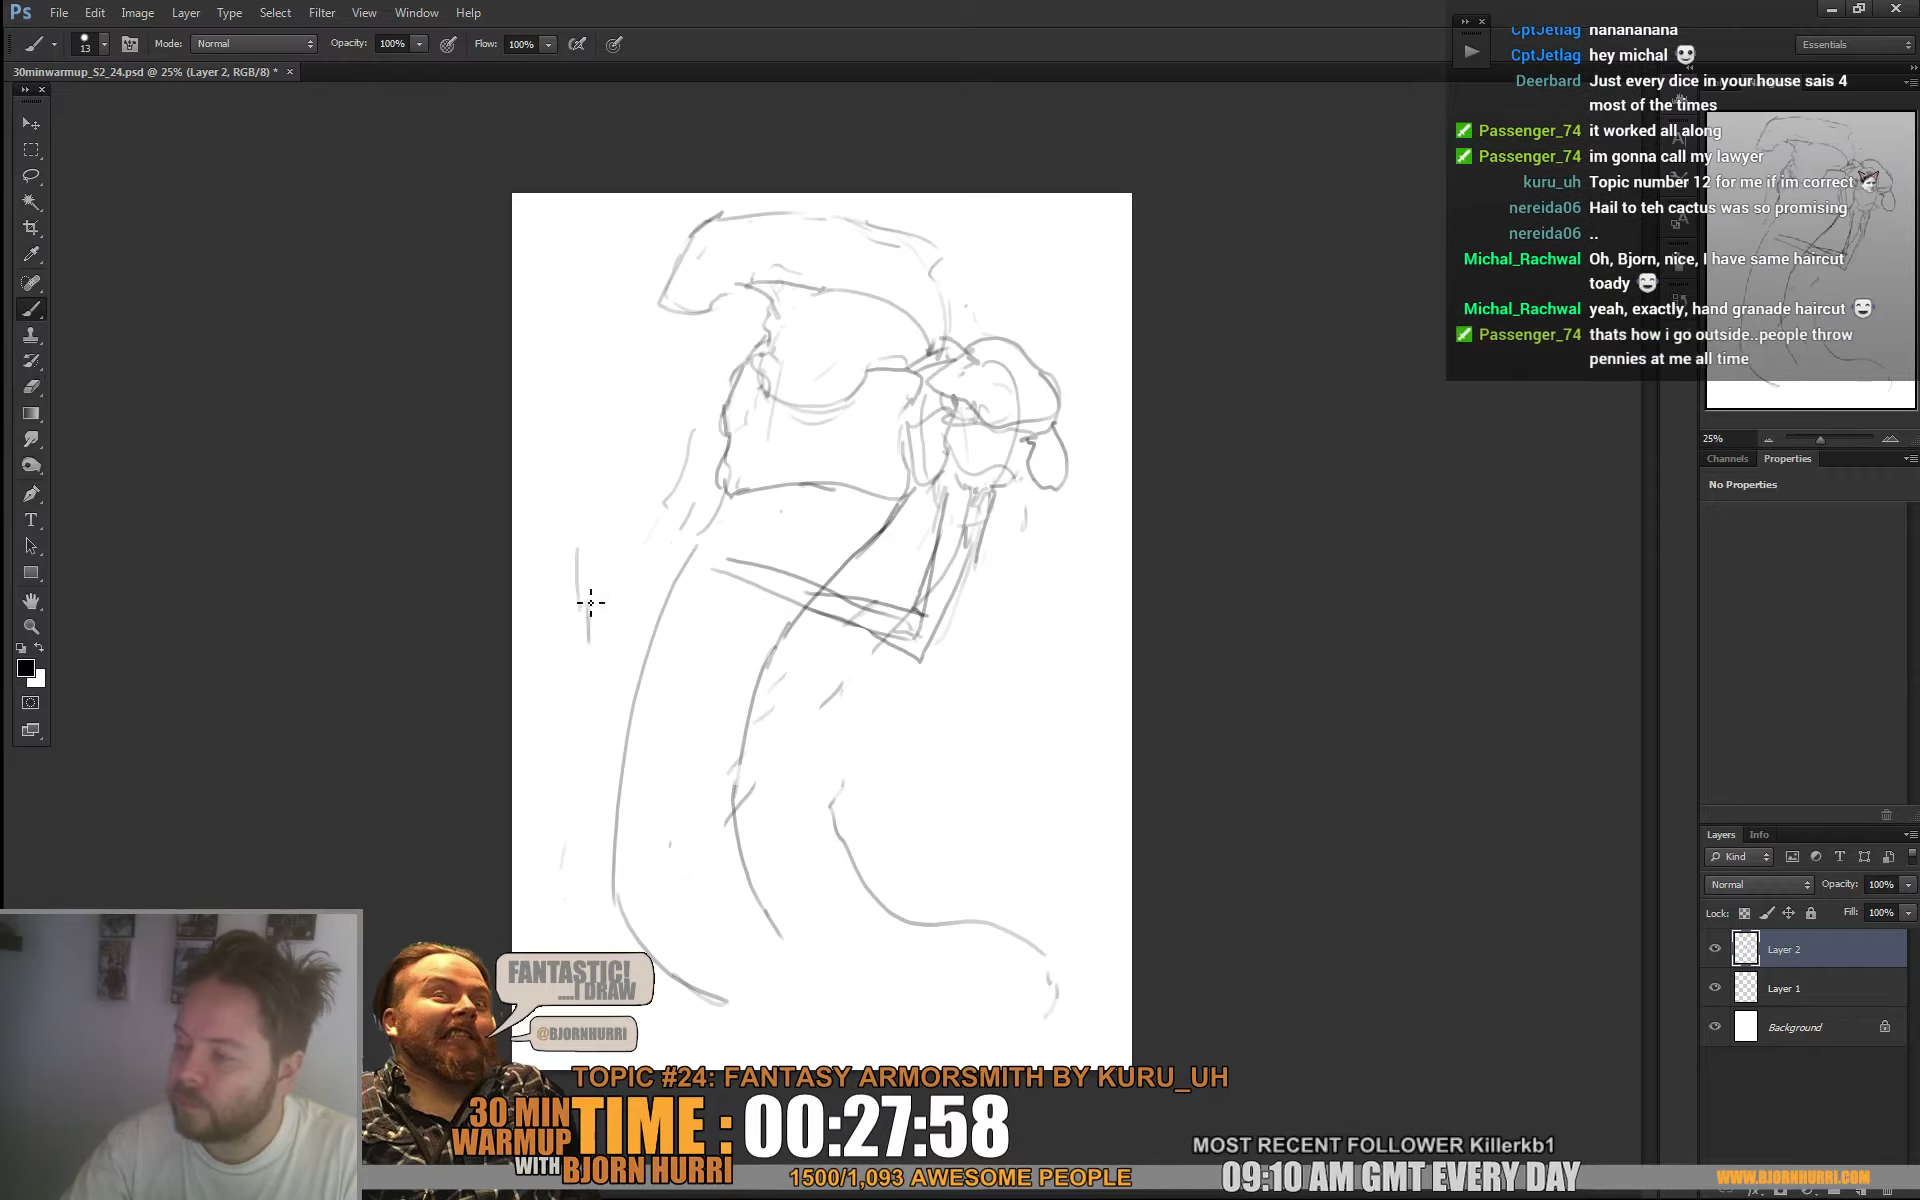 Ps File Edit Image Layer Type Select Filter View Window Help
13 Mode: Normal Opacity: 100% Flow: 100% Essentials
30minwarmup_S2_24.psd @ 25% (Layer 2, RGB/8) * ×
CptJetlag hahahahaha
CptJetlag hey michal
Deerbard Just every dice in your house sais 4
most of the times
Passenger_74 it worked all along
Passenger_74 im gonna call my lawyer
kuru_uh Topic number 12 for me if im correct
nereida06 Hail to teh cactus was so promising
nereida06 ..
Michal_Rachwal Oh, Bjorn, nice, I have same haircut
toady
Michal_Rachwal yeah, exactly, hand granade haircut
Passenger_74 thats how i go outside..people throw
pennies at me all time
25%
Channels Properties
No Properties
Layers Info
Kind
Normal Opacity: 100%
Lock: Fill: 100%
Layer 2
Layer 1
Background
FANTASTIC!
....I DRAW
@BJORNHURRI
TOPIC #24: FANTASY ARMORSMITH BY KURU_UH
30 MIN
WARMUP
WITH BJORN HURRI
TIME : 00:27:58
1500/1,093 AWESOME PEOPLE
MOST RECENT FOLLOWER Killerkb1
09:10 AM GMT EVERY DAY
WWW.BJORNHURRI.COM